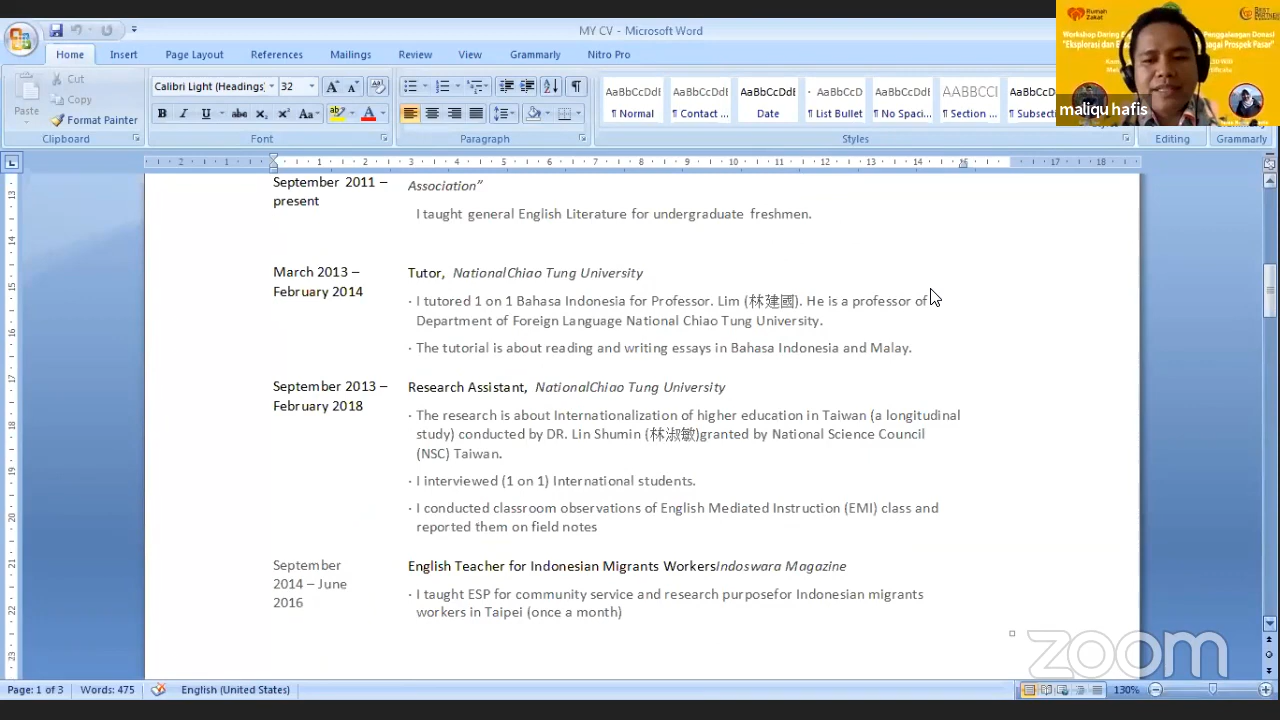 MY CV - Microsoft Word
Home Insert Page Layout References Mailings Review View Grammarly Nitro Pro
Cut
Copy
Paste Format Painter
Calibri Light (Headings) 32
AaBbCcDdI AaBbCcDdI AaBbCcDdE AaBbCcD AaBbCcDdI AABBCCI AaBbCcDdI
¶ Normal ¶ Contact ... Date ¶ List Bullet ¶ No Spaci... ¶ Section ... ¶ Subsect
Clipboard Font Paragraph Styles Editing Grammarly
Rumah
Zakat
Workshop Daring
Penggalangan Donasi
maliqu hafis
September 2011 –
present
Association”
I taught general English Literature for undergraduate freshmen.
March 2013 –
February 2014
Tutor, NationalChiao Tung University
· I tutored 1 on 1 Bahasa Indonesia for Professor. Lim (林建國). He is a professor of
Department of Foreign Language National Chiao Tung University.
· The tutorial is about reading and writing essays in Bahasa Indonesia and Malay.
September 2013 –
February 2018
Research Assistant, NationalChiao Tung University
· The research is about Internationalization of higher education in Taiwan (a longitudinal
study) conducted by DR. Lin Shumin (林淑敏)granted by National Science Council
(NSC) Taiwan.
· I interviewed (1 on 1) International students.
· I conducted classroom observations of English Mediated Instruction (EMI) class and
reported them on field notes
September
2014 – June
2016
English Teacher for Indonesian Migrants WorkersIndoswara Magazine
· I taught ESP for community service and research purposefor Indonesian migrants
workers in Taipei (once a month)
zoom
Page: 1 of 3 Words: 475 English (United States) 130%